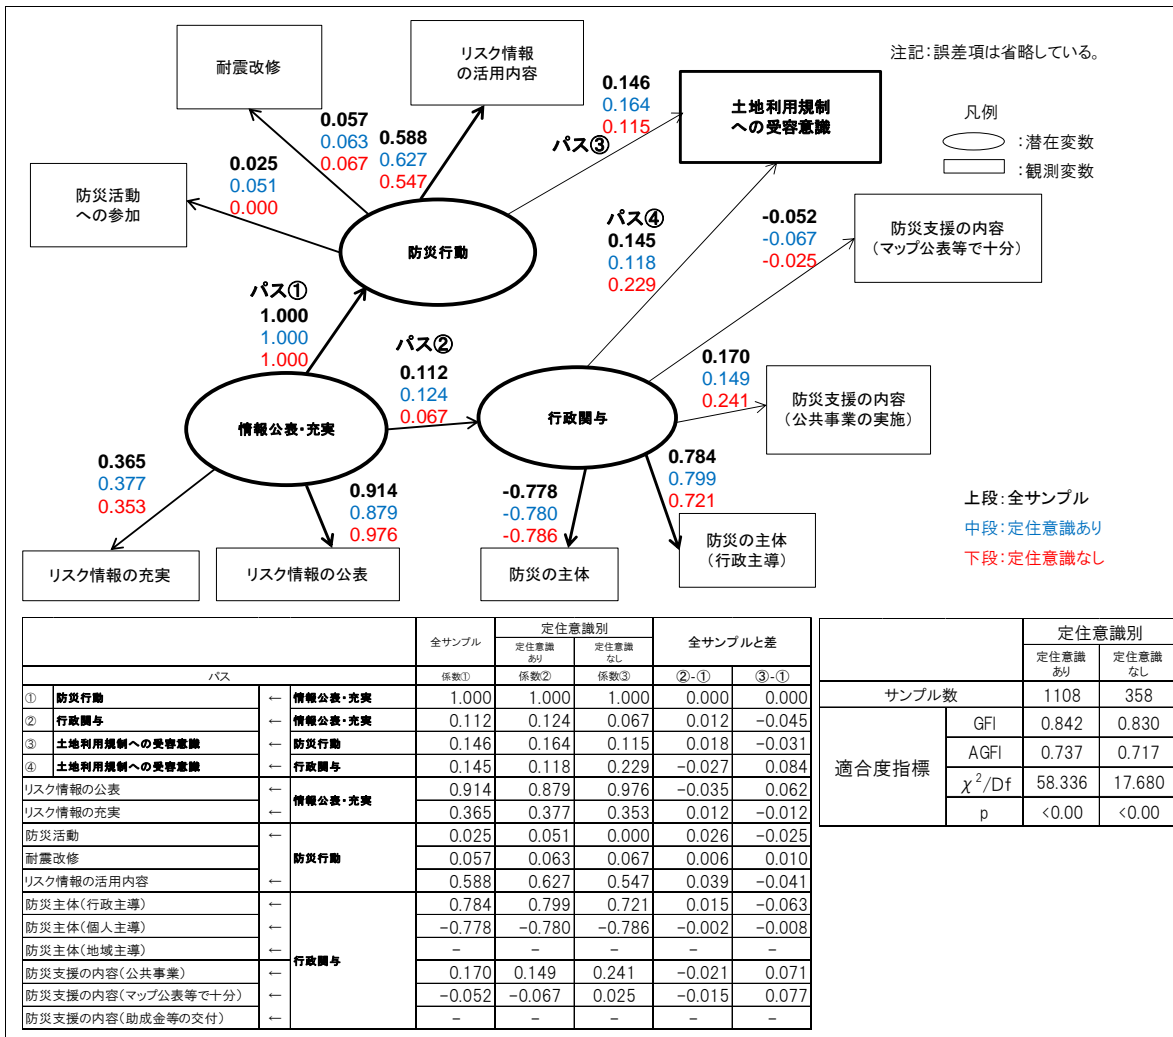 耐震改修
リスク情報
の活用内容
注記：誤差項は省略している。
土地利用規制
への受容意識
凡例
：潜在変数
：観測変数
防災活動
への参加
0.025
0.051
0.000
0.057
0.063
0.067
0.588
0.627
0.547
0.146
0.164
0.115
パス③
防災行動
パス④
0.145
0.118
0.229
-0.052
-0.067
-0.025
防災支援の内容
（マップ公表等で十分）
パス①
1.000
1.000
1.000
パス②
0.112
0.124
0.067
0.170
0.149
0.241
防災支援の内容
（公共事業の実施）
情報公表・充実
行政関与
0.365
0.377
0.353
0.914
0.879
0.976
-0.778
-0.780
-0.786
0.784
0.799
0.721
上段：全サンプル
中段：定住意識あり
下段：定住意識なし
リスク情報の充実
リスク情報の公表
防災の主体
防災の主体
（行政主導）
全サンプル 定住意識別 全サンプルと差
定住意識あり 定住意識なし
パス 係数① 係数② 係数③ ②-① ③-①
① 防災行動 ← 情報公表・充実 1.000 1.000 1.000 0.000 0.000
② 行政関与 ← 情報公表・充実 0.112 0.124 0.067 0.012 -0.045
③ 土地利用規制への受容意識 ← 防災行動 0.146 0.164 0.115 0.018 -0.031
④ 土地利用規制への受容意識 ← 行政関与 0.145 0.118 0.229 -0.027 0.084
リスク情報の公表 ← 情報公表・充実 0.914 0.879 0.976 -0.035 0.062
リスク情報の充実 ← 0.365 0.377 0.353 0.012 -0.012
防災活動 ← 防災行動 0.025 0.051 0.000 0.026 -0.025
耐震改修 0.057 0.063 0.067 0.006 0.010
リスク情報の活用内容 ← 0.588 0.627 0.547 0.039 -0.041
防災主体(行政主導) ← 行政関与 0.784 0.799 0.721 0.015 -0.063
防災主体(個人主導) ← -0.778 -0.780 -0.786 -0.002 -0.008
防災主体(地域主導) ← － － － － －
防災支援の内容(公共事業) ← 0.170 0.149 0.241 -0.021 0.071
防災支援の内容(マップ公表等で十分) ← -0.052 -0.067 0.025 -0.015 0.077
防災支援の内容(助成金等の交付) ← － － － － －
定住意識別
定住意識あり 定住意識なし
サンプル数 1108 358
適合度指標 GFI 0.842 0.830
AGFI 0.737 0.717
χ²/Df 58.336 17.680
p <0.00 <0.00